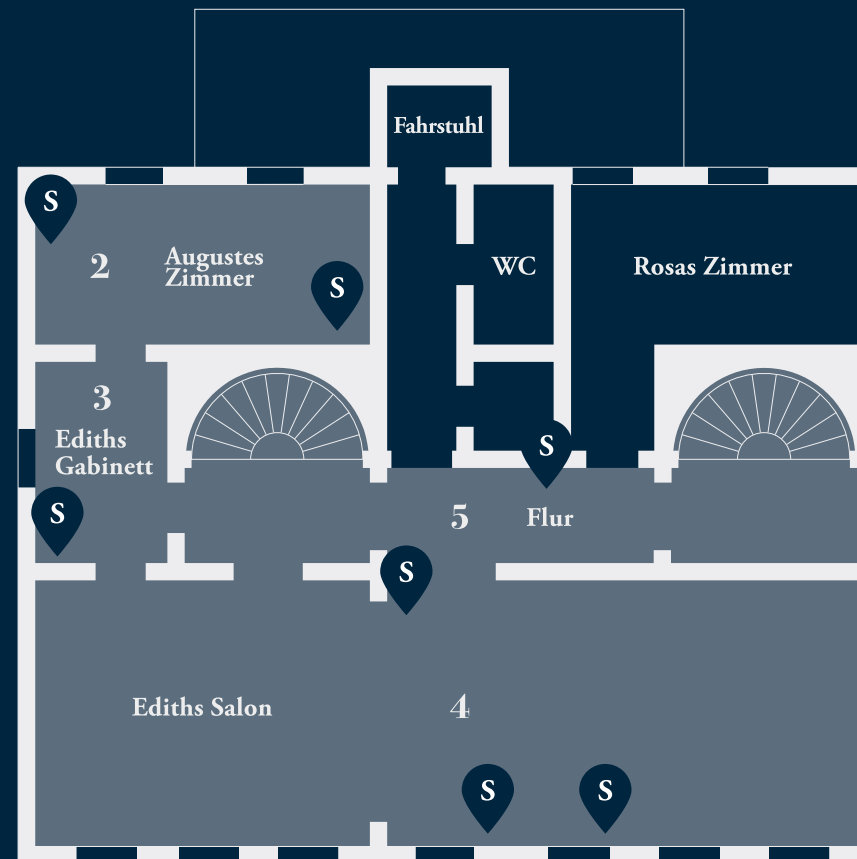 Fahrstuhl
S
2
Augustes
Zimmer
S
WC
Rosas Zimmer
3
Ediths
Gabinett
S
S
5
Flur
S
Ediths Salon
4
S
S